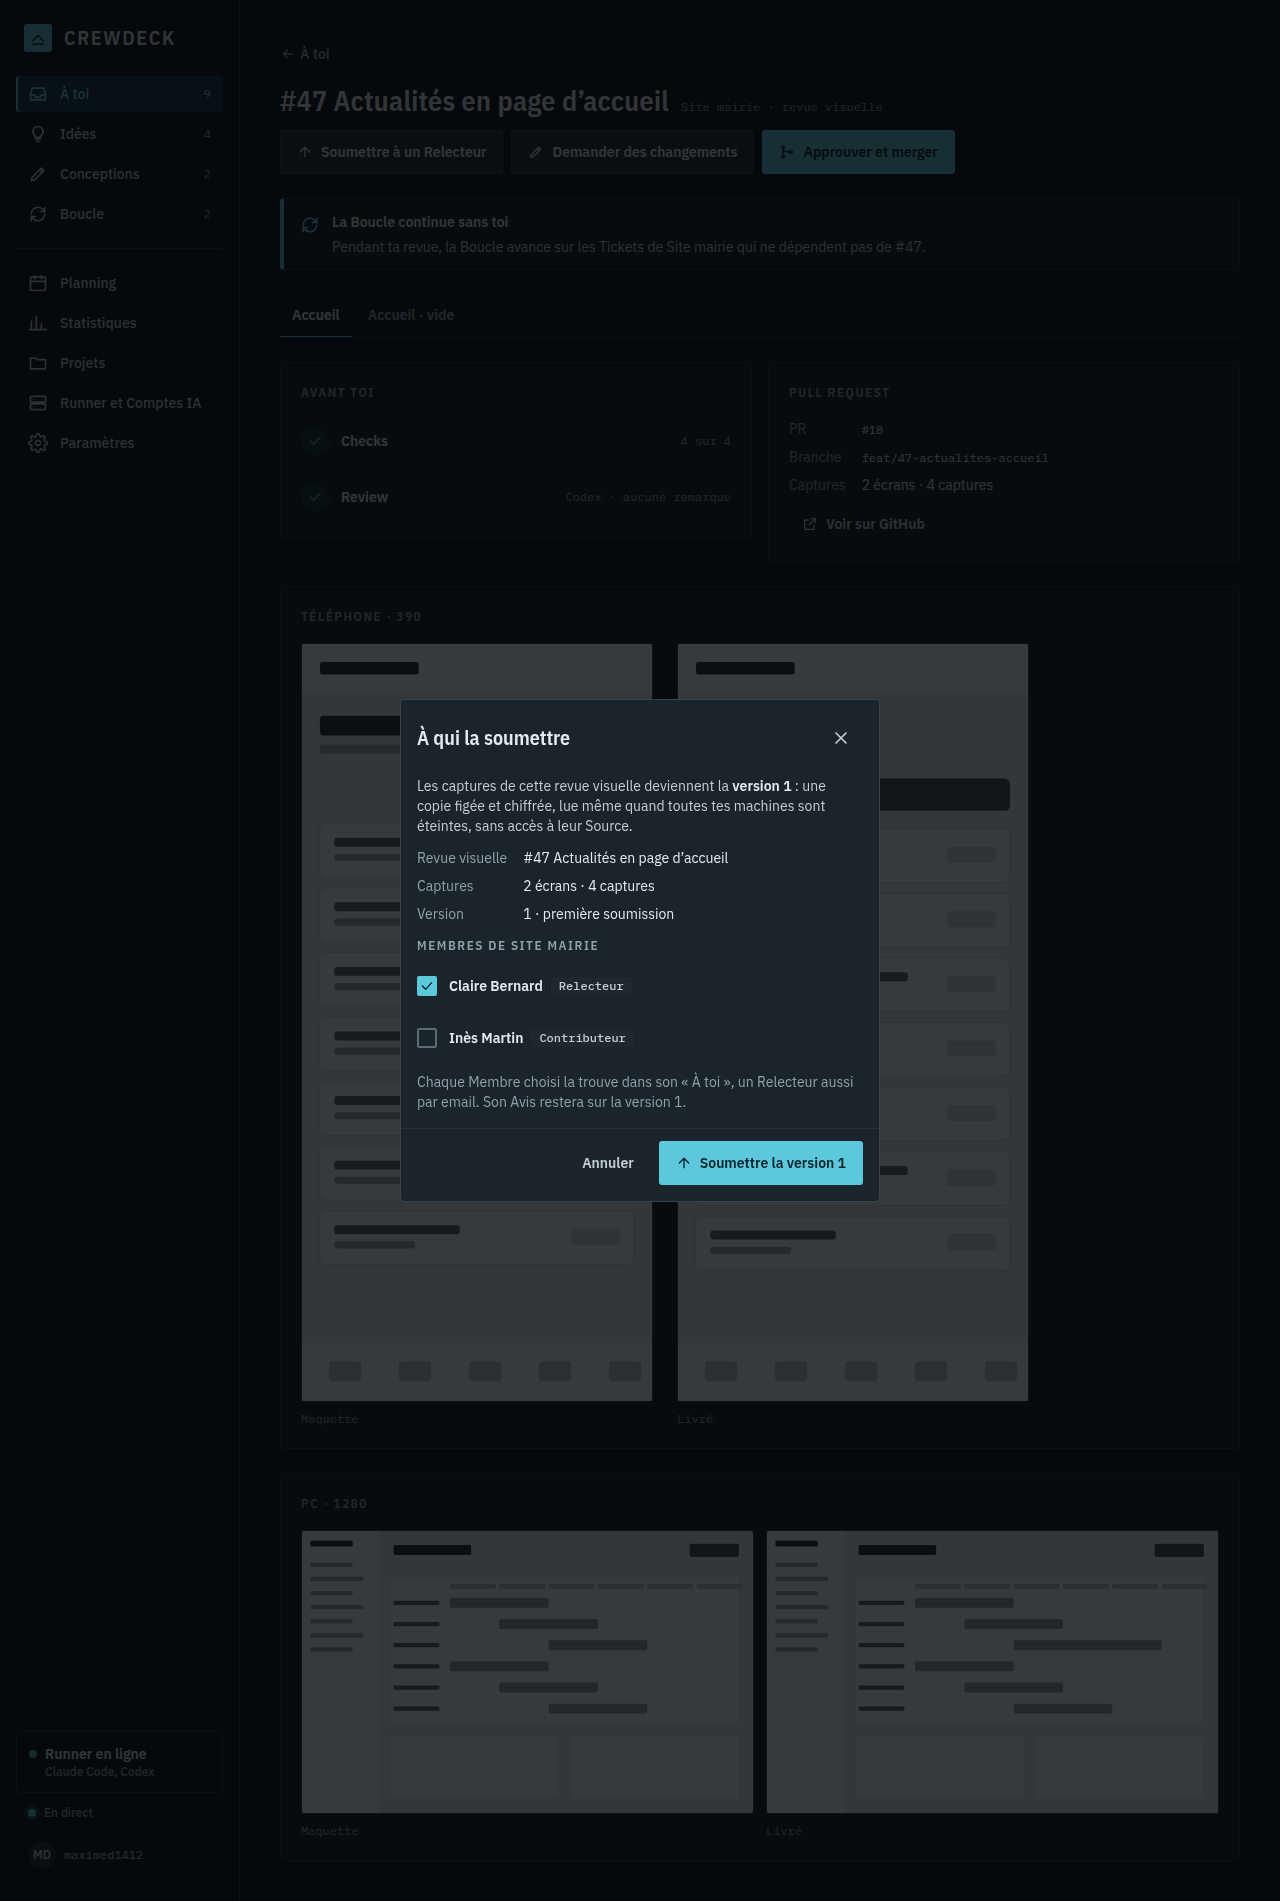 CREWDECK
À toi 9
Idées 4
Conceptions 2
Boucle 2
Planning
Statistiques
Projets
Runner et Comptes IA
Paramètres
Runner en ligne
Claude Code, Codex
En direct
MD maximed1412
À toi
#47 Actualités en page d’accueil Site mairie · revue visuelle
Soumettre à un Relecteur Demander des changements Approuver et merger
La Boucle continue sans toi
Pendant ta revue, la Boucle avance sur les Tickets de Site mairie qui ne dépendent pas de #47.
Accueil Accueil · vide
AVANT TOI
Checks 4 sur 4
Review Codex · aucune remarque
PULL REQUEST
PR #18
Branche feat/47-actualites-accueil
Captures 2 écrans · 4 captures
Voir sur GitHub
TÉLÉPHONE · 390
À qui la soumettre
Les captures de cette revue visuelle deviennent la version 1 : une
copie figée et chiffrée, lue même quand toutes tes machines sont
éteintes, sans accès à leur Source.
Revue visuelle #47 Actualités en page d’accueil
Captures 2 écrans · 4 captures
Version 1 · première soumission
MEMBRES DE SITE MAIRIE
Claire Bernard Relecteur
Inès Martin Contributeur
Chaque Membre choisi la trouve dans son « À toi », un Relecteur aussi
par email. Son Avis restera sur la version 1.
Annuler Soumettre la version 1
Maquette Livré
PC · 1280
Maquette Livré